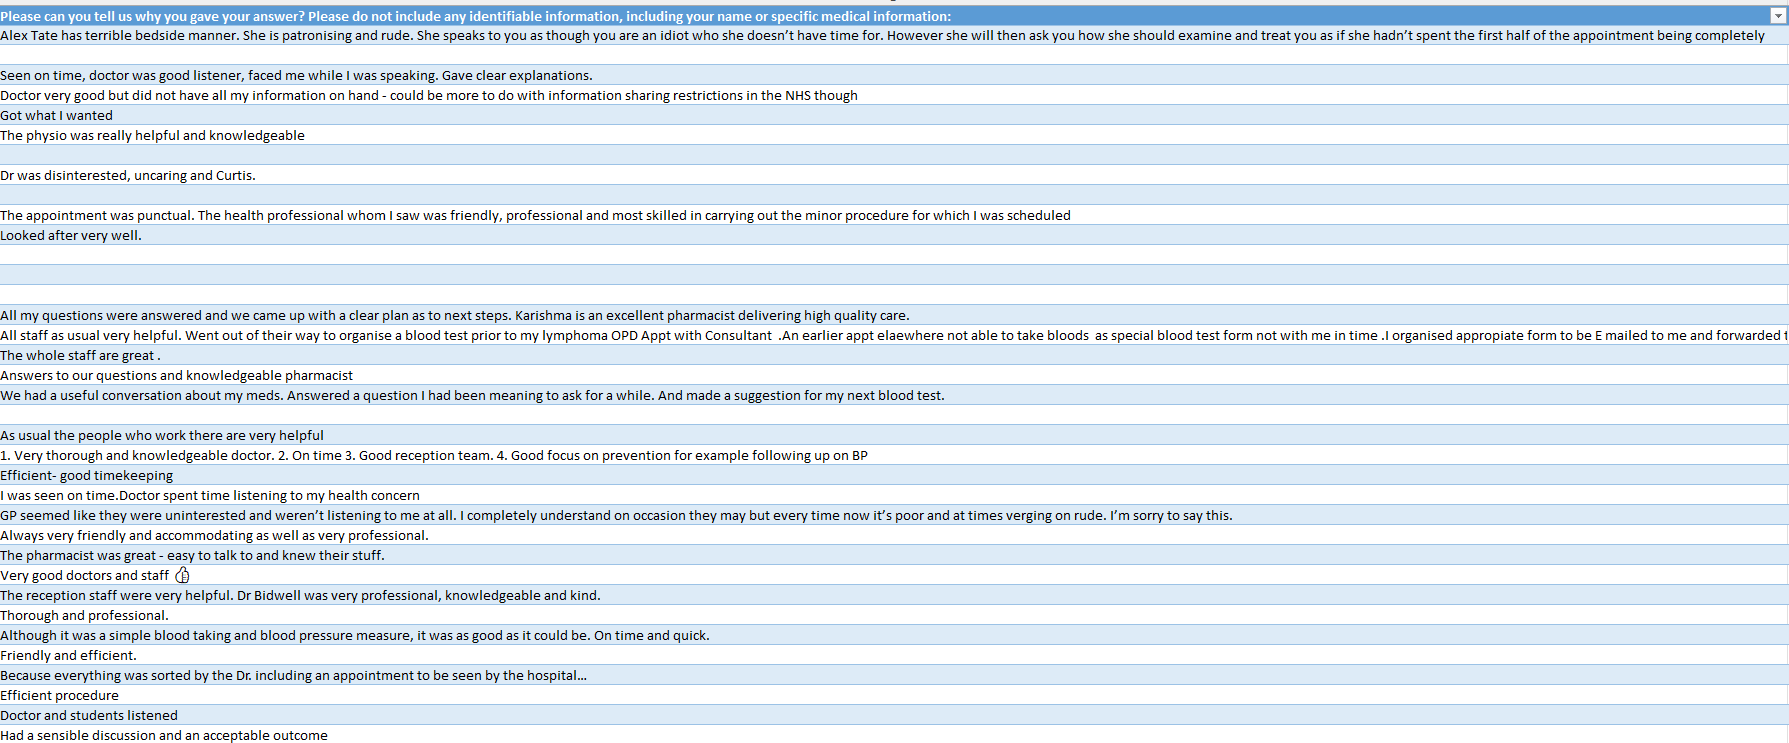 Please can you tell us why you gave your answer? Please do not include any identifiable information, including your name or specific medical information:
Alex Tate has terrible bedside manner. She is patronising and rude. She speaks to you as though you are an idiot who she doesn’t have time for. However she will then ask you how she should examine and treat you as if she hadn’t spent the first half of the appointment being completely
Seen on time, doctor was good listener, faced me while I was speaking. Gave clear explanations.
Doctor very good but did not have all my information on hand - could be more to do with information sharing restrictions in the NHS though
Got what I wanted
The physio was really helpful and knowledgeable
Dr was disinterested, uncaring and Curtis.
The appointment was punctual. The health professional whom I saw was friendly, professional and most skilled in carrying out the minor procedure for which I was scheduled
Looked after very well.
All my questions were answered and we came up with a clear plan as to next steps. Karishma is an excellent pharmacist delivering high quality care.
All staff as usual very helpful. Went out of their way to organise a blood test prior to my lymphoma OPD Appt with Consultant  .An earlier appt elaewhere not able to take bloods  as special blood test form not with me in time .I organised appropiate form to be E mailed to me and forwarded
The whole staff are great .
Answers to our questions and knowledgeable pharmacist
We had a useful conversation about my meds. Answered a question I had been meaning to ask for a while. And made a suggestion for my next blood test.
As usual the people who work there are very helpful
1. Very thorough and knowledgeable doctor. 2. On time 3. Good reception team. 4. Good focus on prevention for example following up on BP
Efficient- good timekeeping
I was seen on time.Doctor spent time listening to my health concern
GP seemed like they were uninterested and weren’t listening to me at all. I completely understand on occasion they may but every time now it’s poor and at times verging on rude. I’m sorry to say this.
Always very friendly and accommodating as well as very professional.
The pharmacist was great - easy to talk to and knew their stuff.
Very good doctors and staff 👍
The reception staff were very helpful. Dr Bidwell was very professional, knowledgeable and kind.
Thorough and professional.
Although it was a simple blood taking and blood pressure measure, it was as good as it could be. On time and quick.
Friendly and efficient.
Because everything was sorted by the Dr. including an appointment to be seen by the hospital...
Efficient procedure
Doctor and students listened
Had a sensible discussion and an acceptable outcome